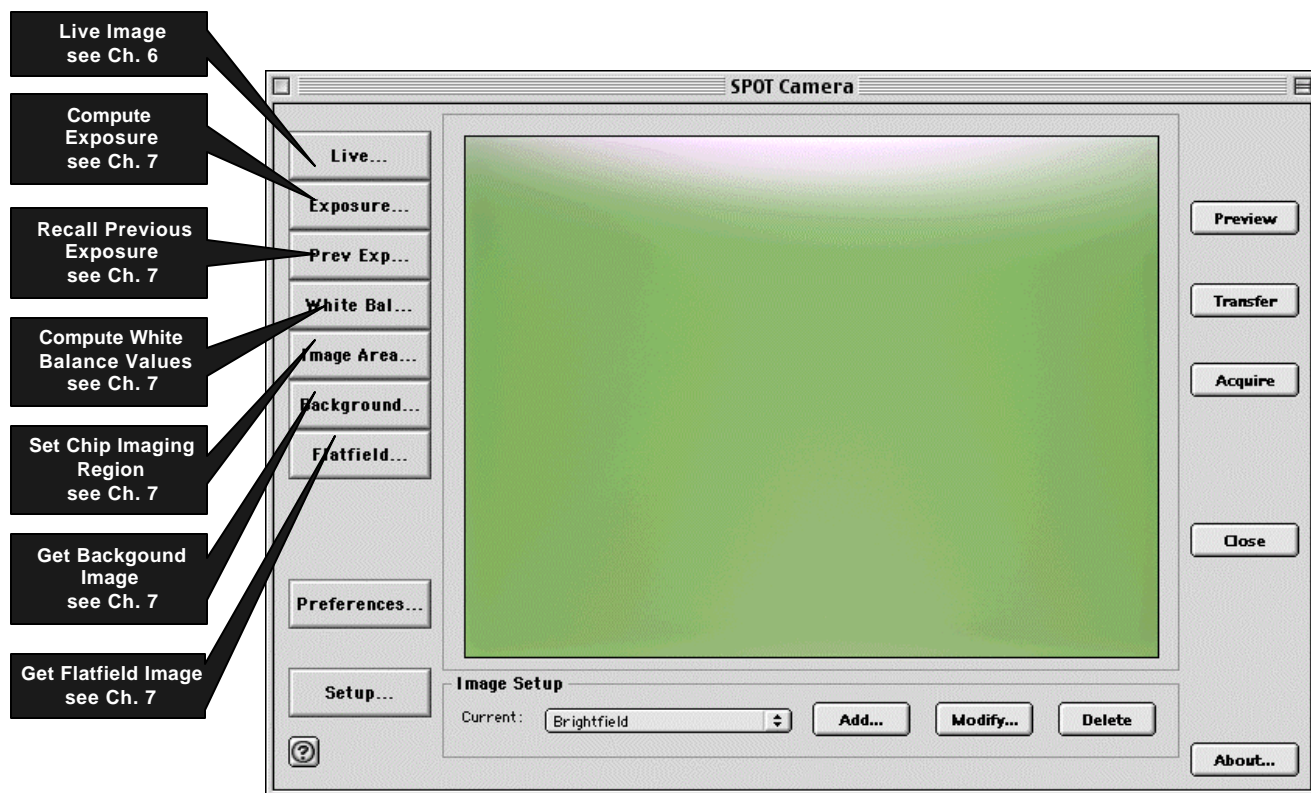 Live Image
see Ch. 6
Compute
Exposure
see Ch. 7
Recall Previous
Exposure
see Ch. 7
Compute White
Balance Values
see Ch. 7
Set Chip Imaging
Region
see Ch. 7
Get Backgound
Image
see Ch. 7
Get Flatfield Image
see Ch. 7
SPOT Camera
Live...
Exposure...
Prev Exp...
White Bal...
Image Area...
Background...
Flatfield...
Preferences...
Setup...
?
Image Setup
Current:
Brightfield
Add...
Modify...
Delete
Preview
Transfer
Acquire
Close
About...